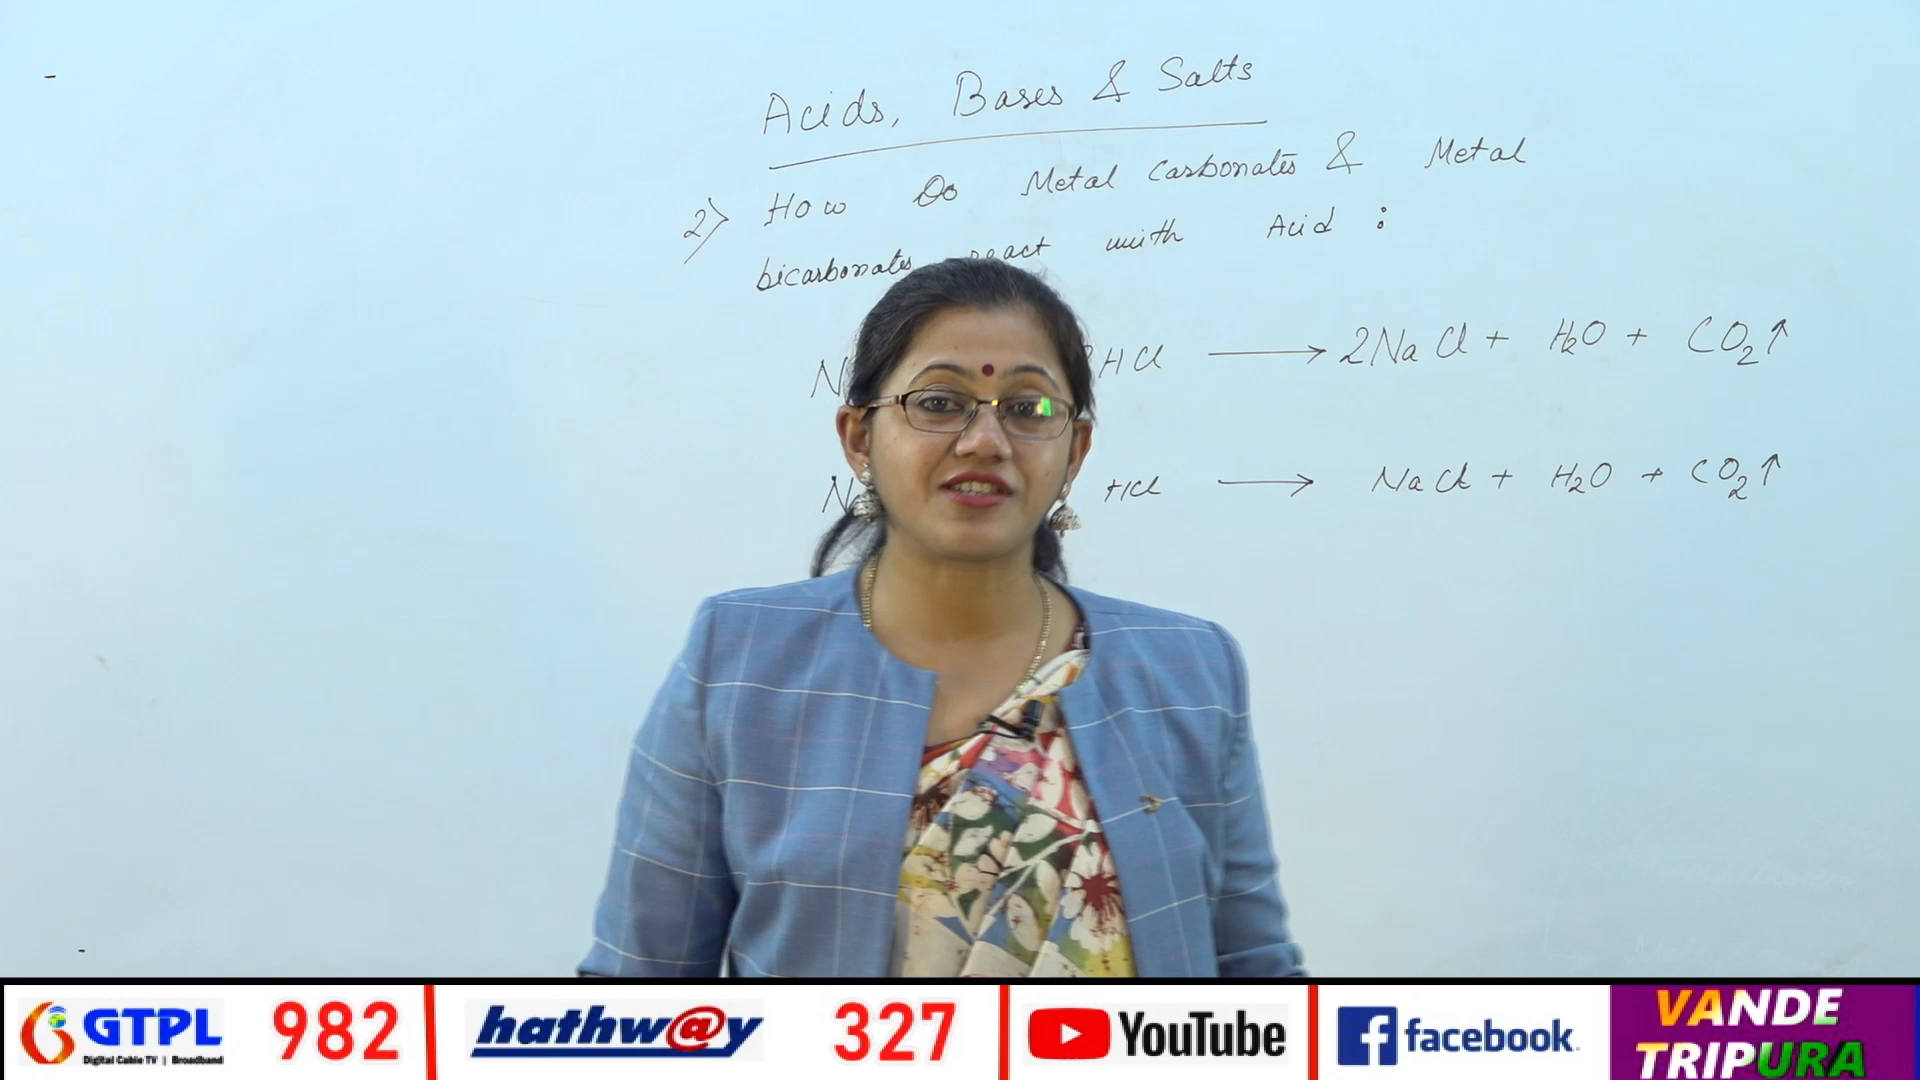 Acids, Bases & Salts
2) How Do Metal carbonates & Metal
bicarbonates react with Acid :
HCl → 2NaCl + H₂O + CO₂↑
HCl → NaCl + H₂O + CO₂↑
GTPL
Digital Cable TV | Broadband
982
hathw@y
327
YouTube
facebook
VANDE
TRIPURA